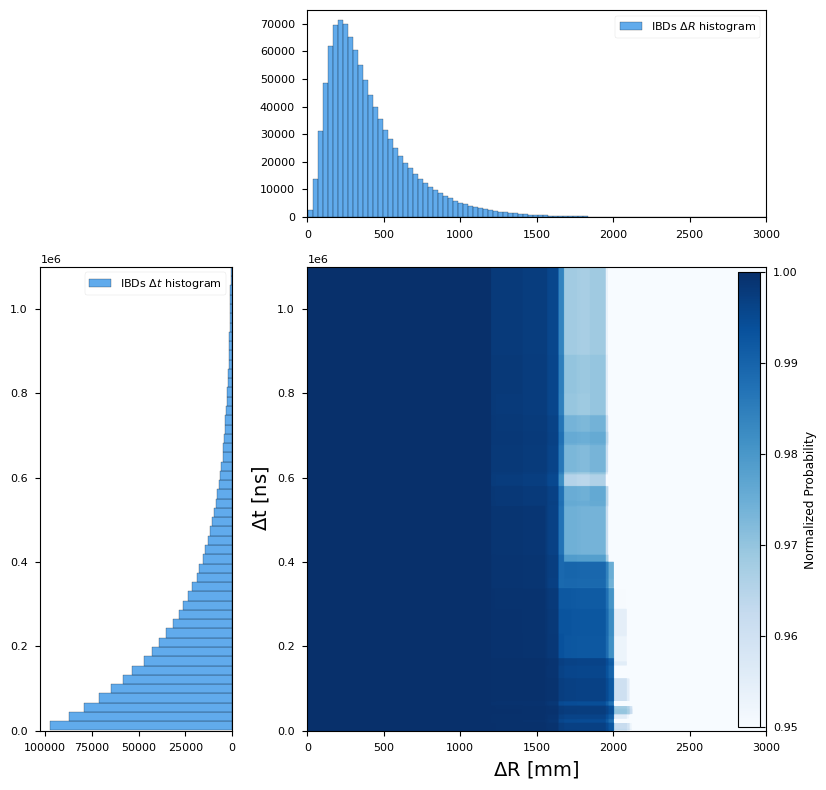 IBDs ΔR histogram
70000
60000
50000
40000
30000
20000
10000
0
0 500 1000 1500 2000 2500 3000
1e6
IBDs Δt histogram
1.0
0.8
0.6
0.4
0.2
0.0
100000 75000 50000 25000 0
1e6
Δt [ns]
1.0
0.8
0.6
0.4
0.2
0.0
0 500 1000 1500 2000 2500 3000
ΔR [mm]
1.00
0.99
0.98
0.97
0.96
0.95
Normalized Probability